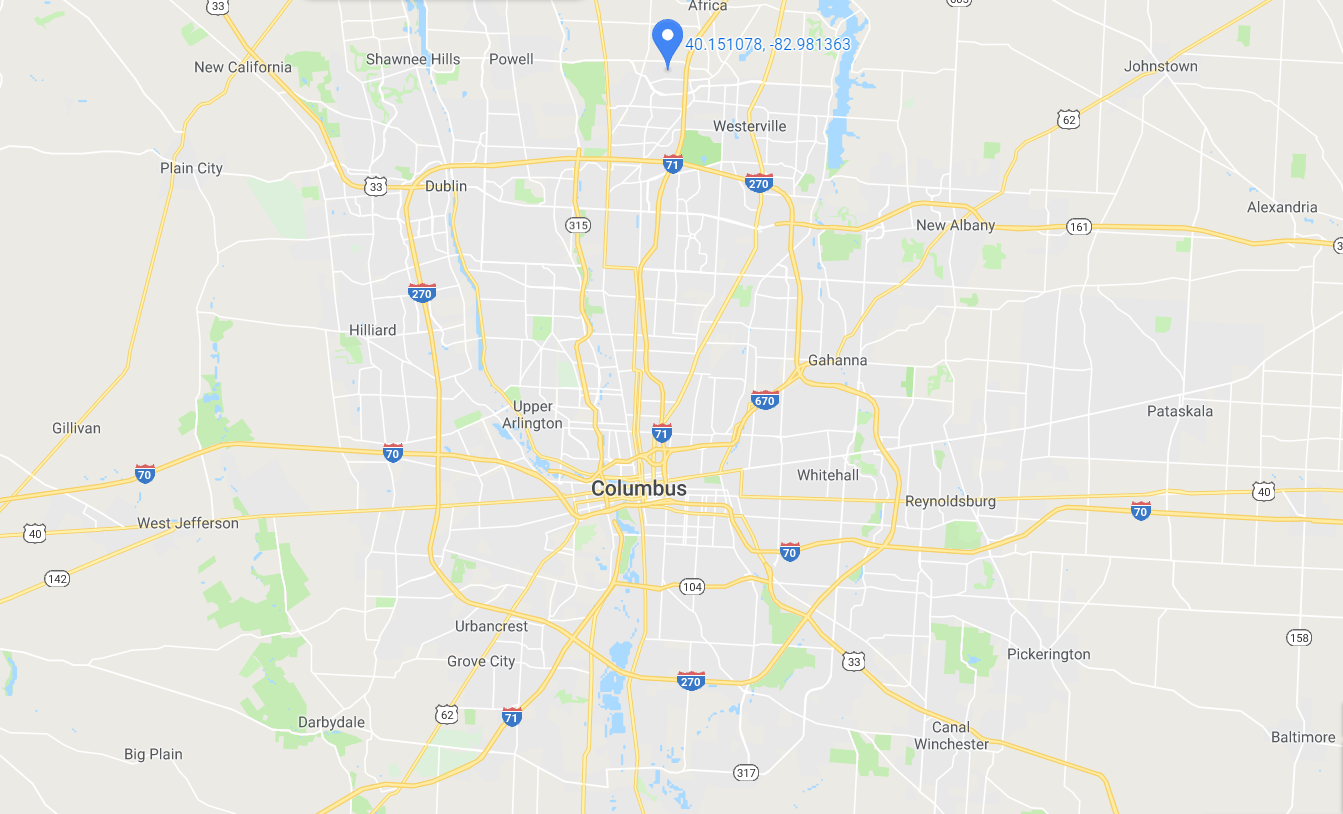 33
Africa
40.151078, -82.981363
Shawnee Hills
Powell
New California
Johnstown
62
Westerville
71
Plain City
33
Dublin
270
Alexandria
315
New Albany
161
270
Hilliard
Gahanna
670
Upper
Arlington
Pataskala
Gillivan
71
70
70
Whitehall
Columbus
Reynoldsburg
40
70
West Jefferson
40
70
142
104
Urbancrest
158
Grove City
33
Pickerington
270
62
71
Darbydale
Canal
Winchester
Baltimore
Big Plain
317